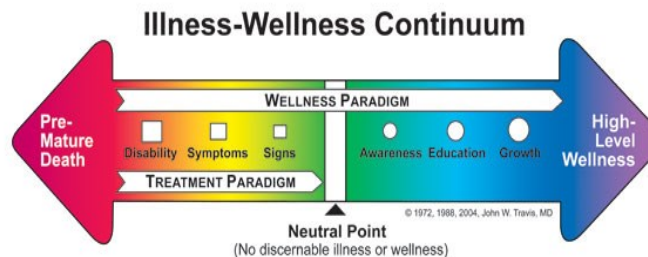 Illness-Wellness Continuum
WELLNESS PARADIGM
Pre-
Mature
Death
Disability
Symptoms
Signs
Awareness
Education
Growth
High-
Level
Wellness
TREATMENT PARADIGM
© 1972, 1988, 2004, John W. Travis, MD
Neutral Point
(No discernable illness or wellness)